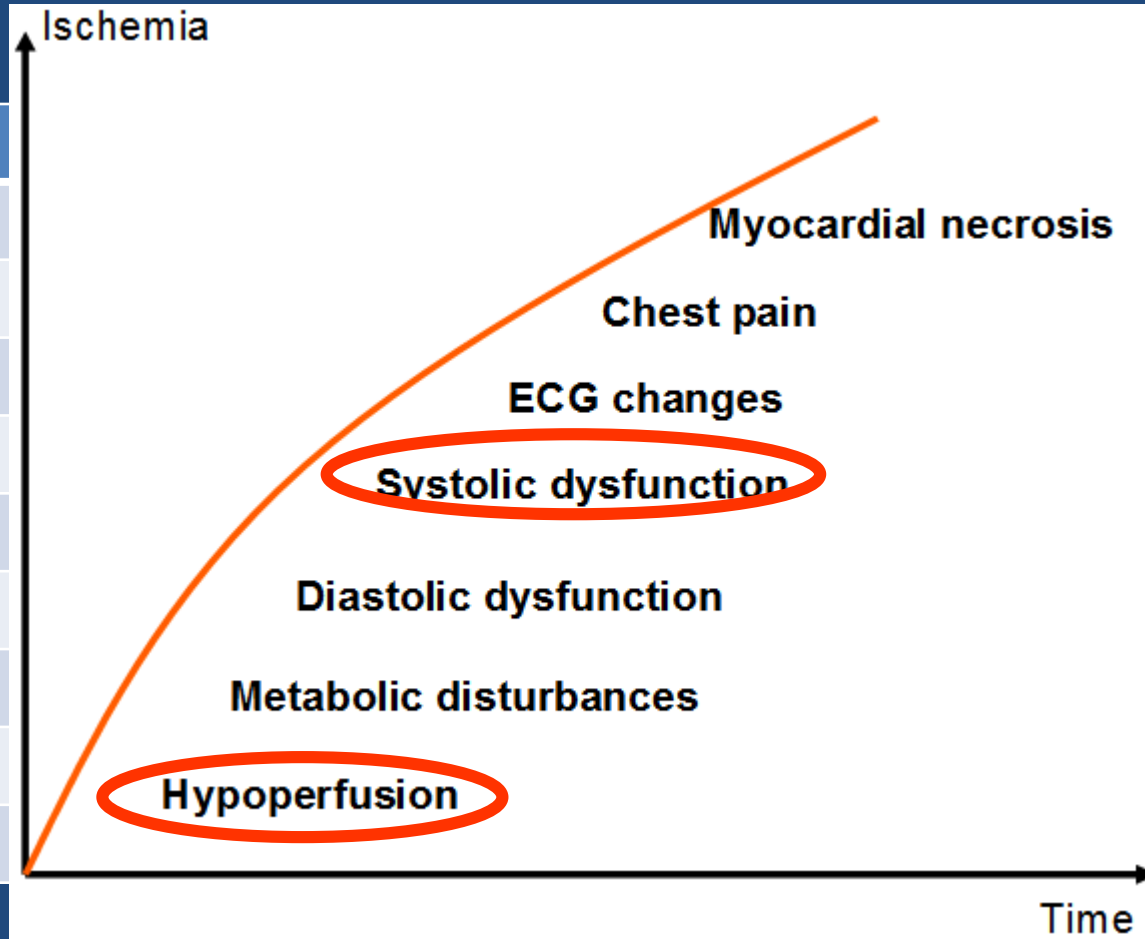 Ischemia
Myocardial necrosis
Chest pain
ECG changes
Systolic dysfunction
Diastolic dysfunction
Metabolic disturbances
Hypoperfusion
Time